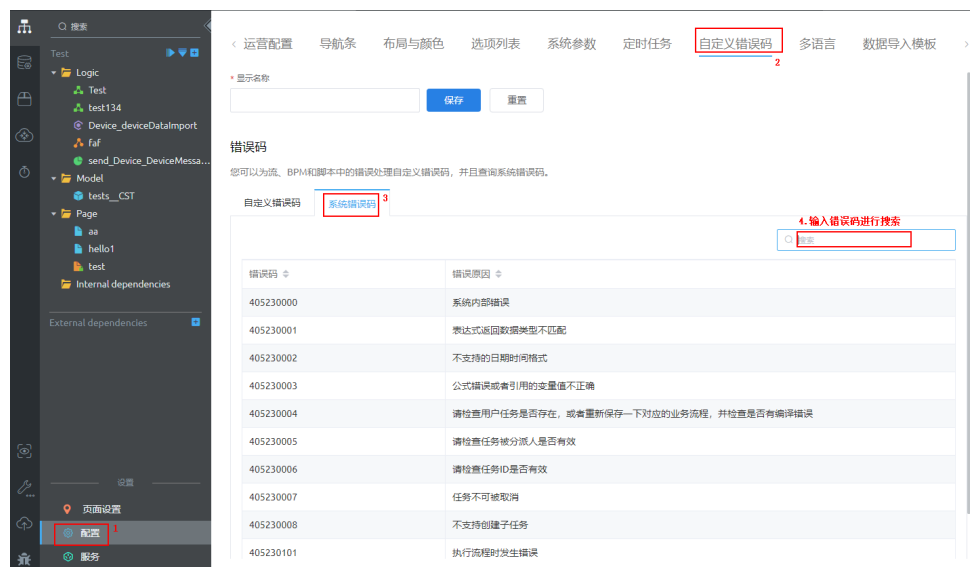 搜索
Test
Logic
Test
test134
Device_deviceDataImport
faf
send_Device_DeviceMessa...
Model
tests__CST
Page
aa
hello1
test
Internal dependencies
External dependencies
设置
页面设置
配置 1
服务
运营配置 导航条 布局与颜色 选项列表 系统参数 定时任务 自定义错误码 多语言 数据导入模板
2
* 显示名称
保存 重置
错误码
您可以为流、BPM和脚本中的错误处理自定义错误码，并且查询系统错误码。
自定义错误码 系统错误码 3
4. 输入错误码进行搜索
搜索
错误码 错误原因
405230000 系统内部错误
405230001 表达式返回数据类型不匹配
405230002 不支持的日期时间格式
405230003 公式错误或者引用的变量值不正确
405230004 请检查用户任务是否存在，或者重新保存一下对应的业务流程，并检查是否有编译错误
405230005 请检查任务被分派人是否有效
405230006 请检查任务ID是否有效
405230007 任务不可被取消
405230008 不支持创建子任务
405230101 执行流程时发生错误